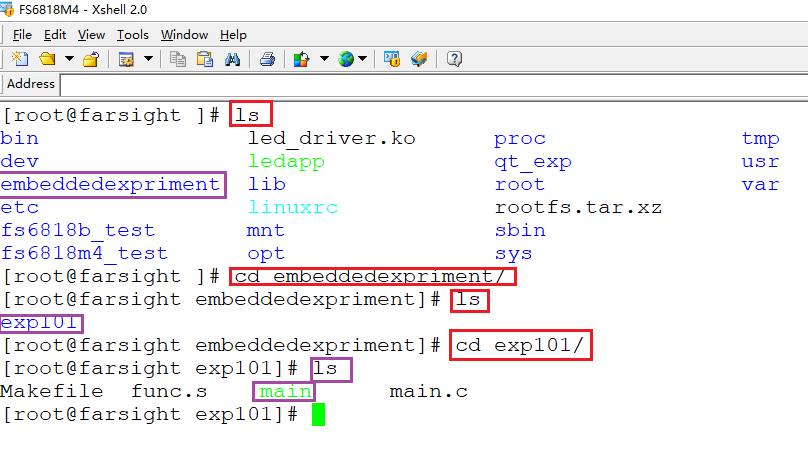 FS6818M4 - Xshell 2.0
File Edit View Tools Window Help
Address
[root@farsight ]# ls
bin led_driver.ko proc tmp
dev ledapp qt_exp usr
embeddedexpriment lib root var
etc linuxrc rootfs.tar.xz
fs6818b_test mnt sbin
fs6818m4_test opt sys
[root@farsight ]# cd embeddedexpriment/
[root@farsight embeddedexpriment]# ls
exp101
[root@farsight embeddedexpriment]# cd exp101/
[root@farsight exp101]# ls
Makefile func.s main main.c
[root@farsight exp101]#